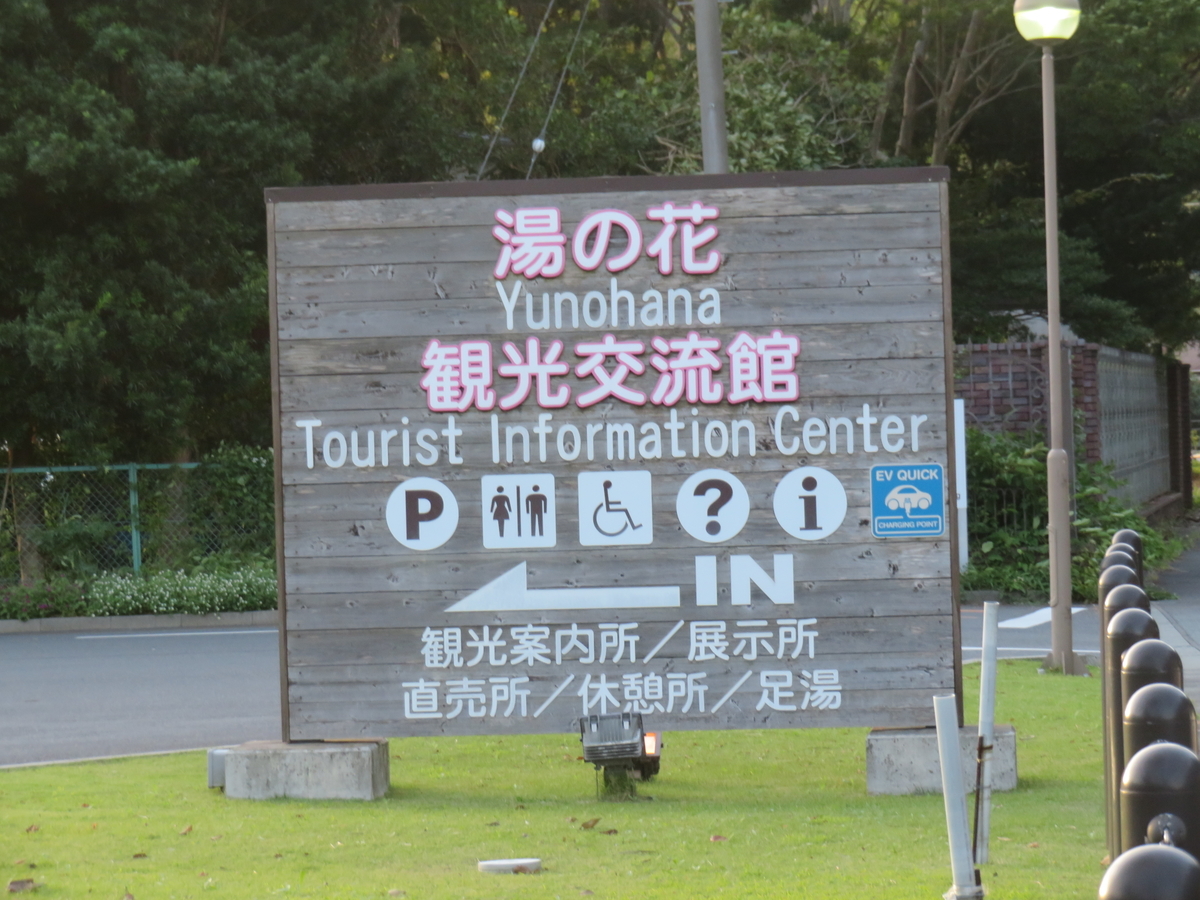 湯の花
Yunohana
観光交流館
Tourist Information Center
P ? i EV QUICK
CHARGING POINT
IN
観光案内所／展示所
直売所／休憩所／足湯